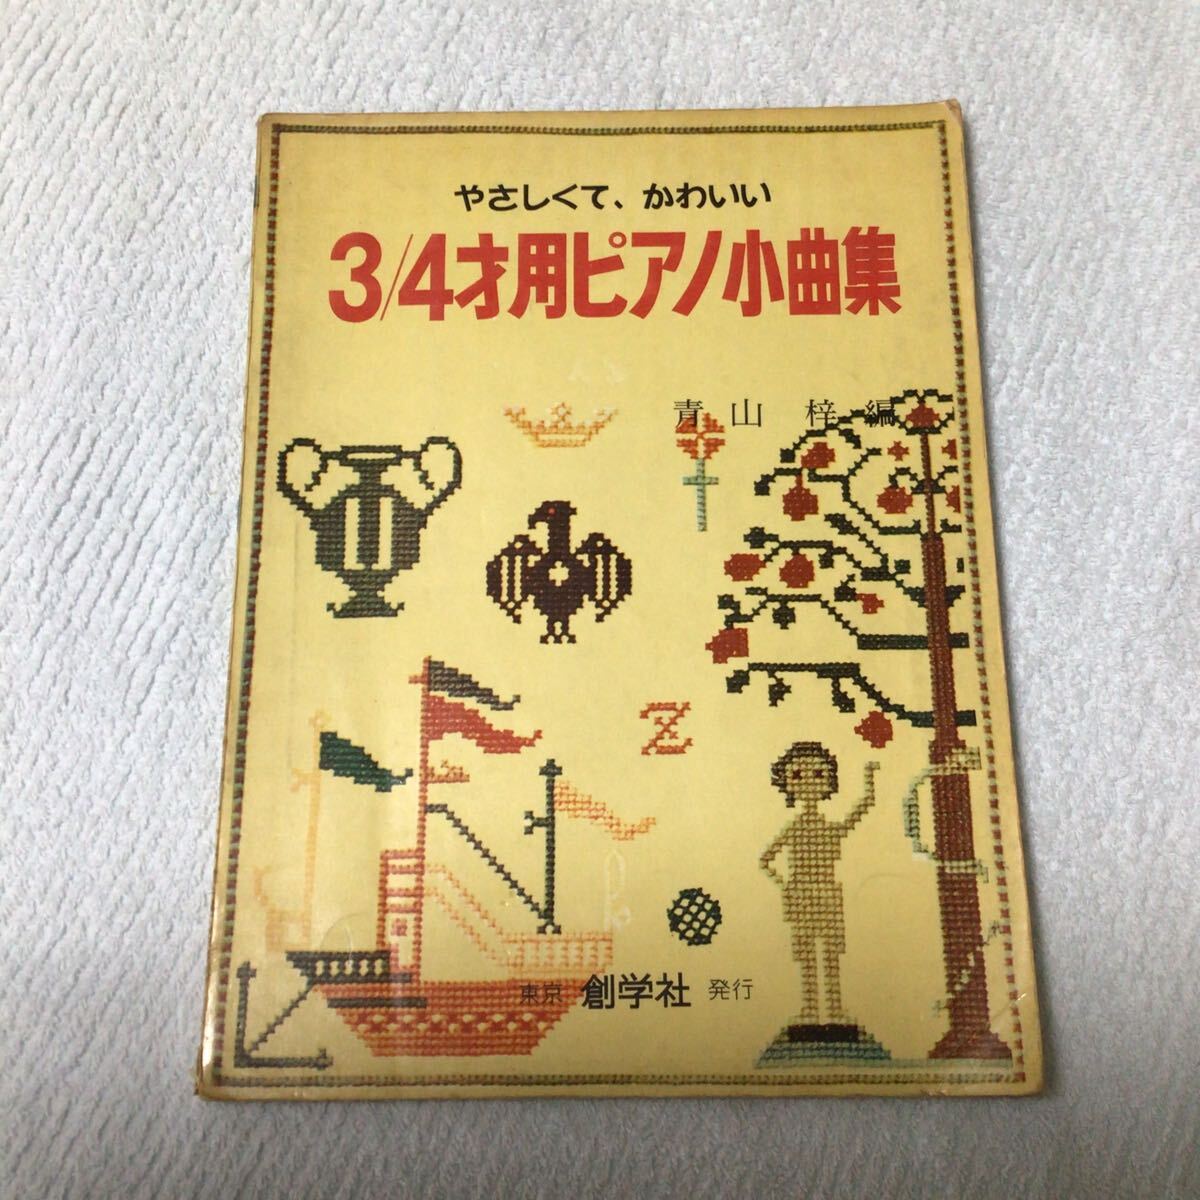 やさしくて、かわいい
3/4才用ピアノ小曲集
青山 梓 編
Z
東京 創学社 発行